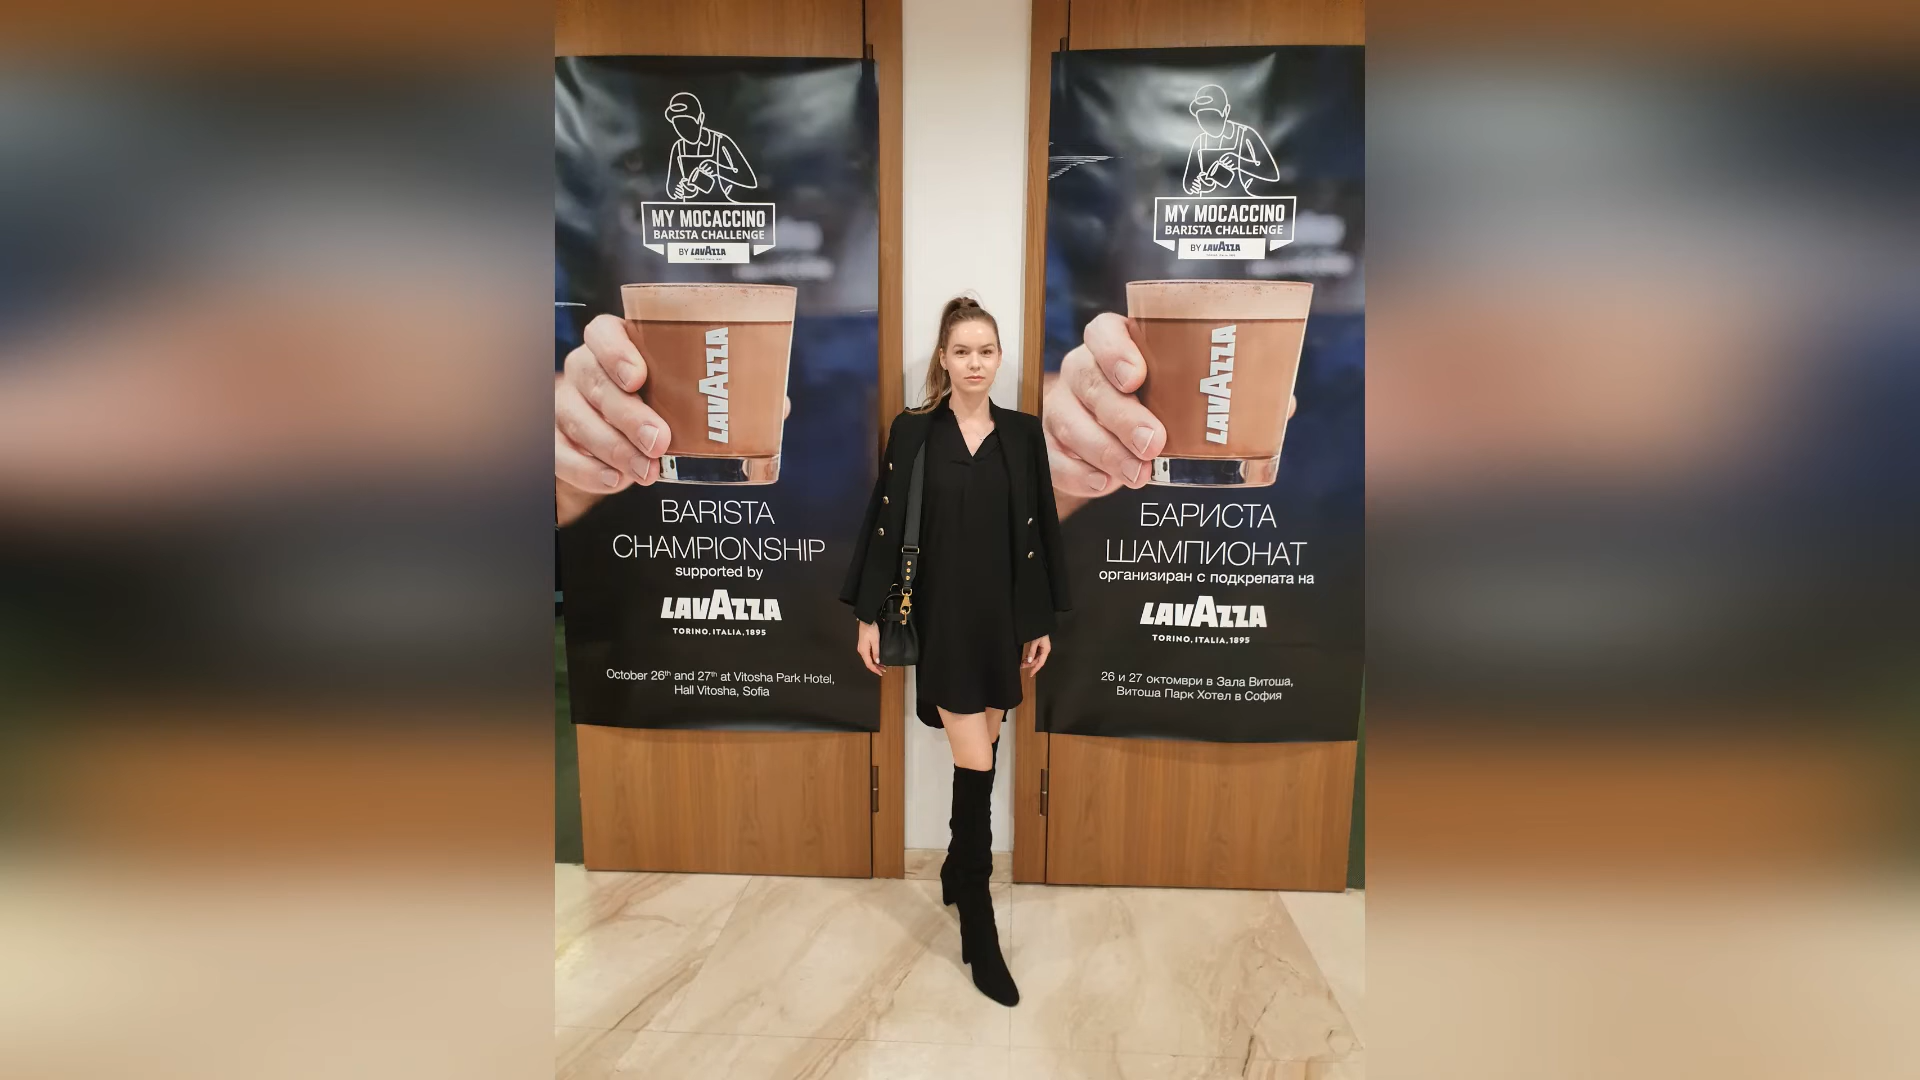 MY MOCACCINO
BARISTA CHALLENGE
BY LAVAZZA
LAVAZZA
BARISTA
CHAMPIONSHIP
supported by
LAVAZZA
TORINO, ITALIA, 1895
October 26th and 27th at Vitosha Park Hotel,
Hall Vitosha, Sofia
MY MOCACCINO
BARISTA CHALLENGE
BY LAVAZZA
LAVAZZA
БАРИСТА
ШАМПИОНАТ
организиран с подкрепата на
LAVAZZA
TORINO, ITALIA, 1895
26 и 27 октомври в Зала Витоша,
Витоша Парк Хотел в София